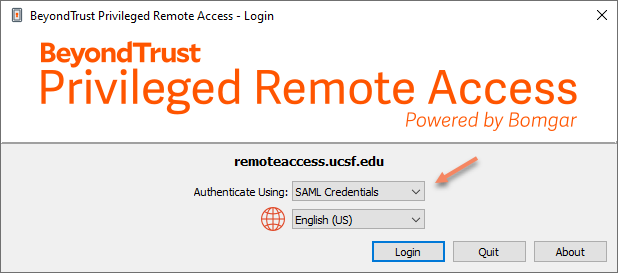 BeyondTrust Privileged Remote Access - Login
BeyondTrust
Privileged Remote Access
Powered by Bomgar
remoteaccess.ucsf.edu
Authenticate Using: SAML Credentials
English (US)
Login Quit About